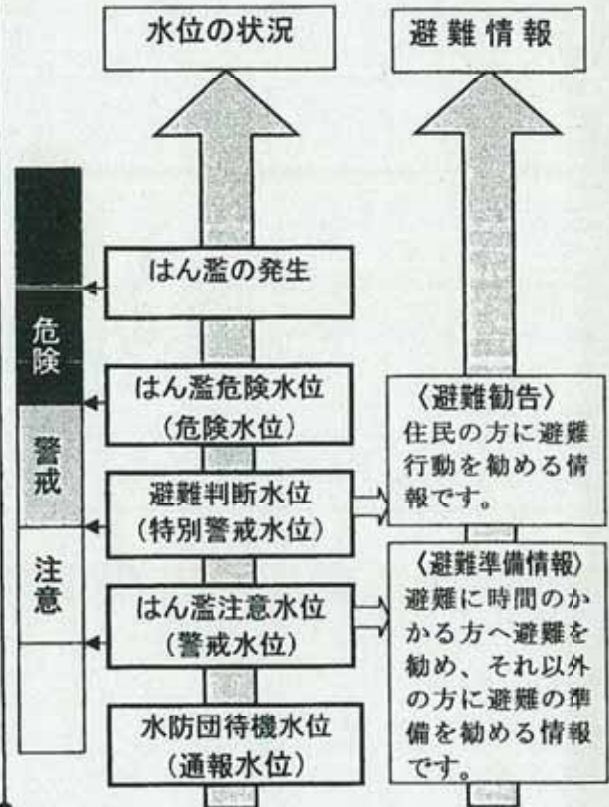 水位の状況
避難情報
はん濫の発生
危険
はん濫危険水位
(危険水位)
〈避難勧告〉
住民の方に避難
行動を勧める情
報です。
警戒
避難判断水位
(特別警戒水位)
注意
はん濫注意水位
(警戒水位)
〈避難準備情報〉
避難に時間のか
かる方へ避難を
勧め、それ以外
の方に避難の準
備を勧める情報
です。
水防団待機水位
(通報水位)